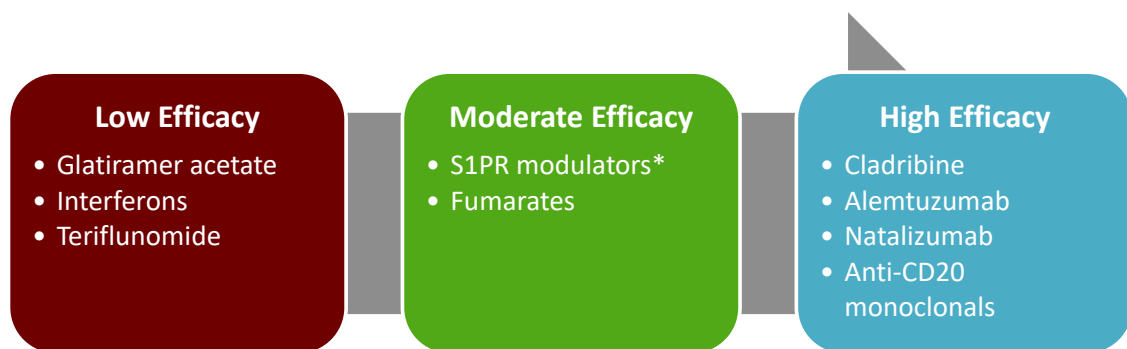 Low Efficacy
• Glatiramer acetate
• Interferons
• Teriflunomide
Moderate Efficacy
• S1PR modulators*
• Fumarates
High Efficacy
• Cladribine
• Alemtuzumab
• Natalizumab
• Anti-CD20
monoclonals